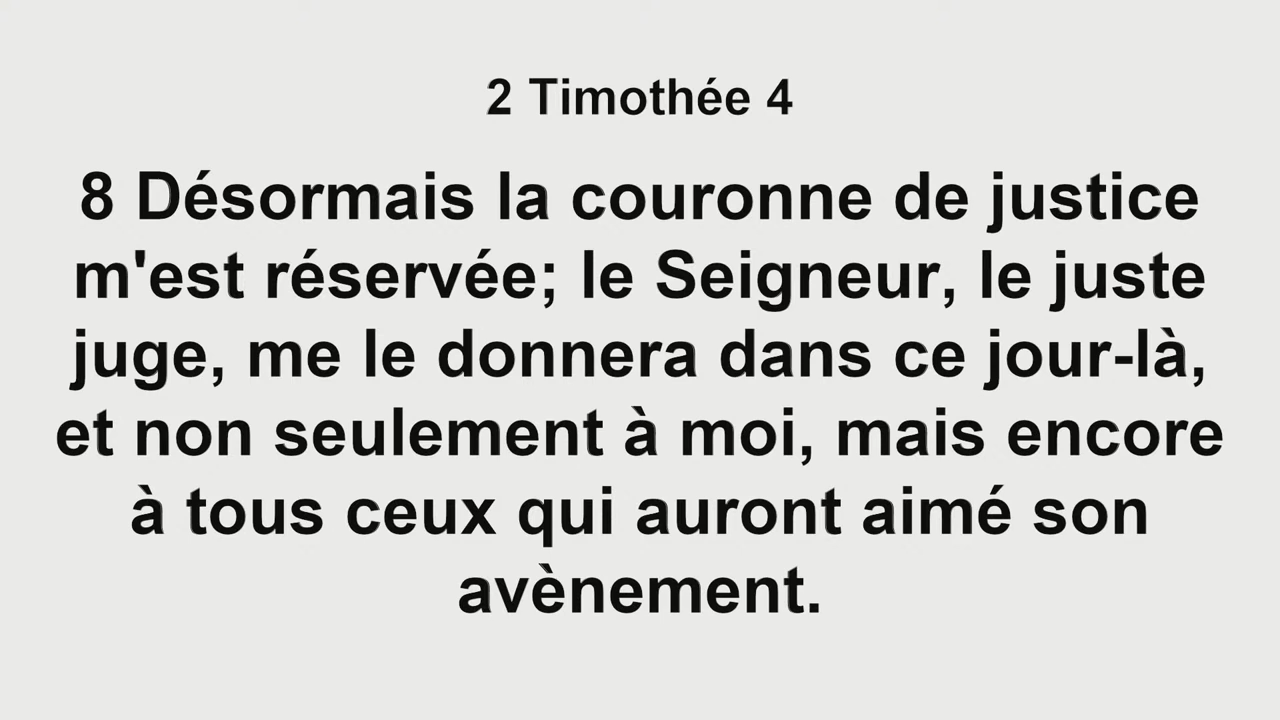 2 Timothée 4
8 Désormais la couronne de justice
m'est réservée; le Seigneur, le juste
juge, me le donnera dans ce jour-là,
et non seulement à moi, mais encore
à tous ceux qui auront aimé son
avènement.